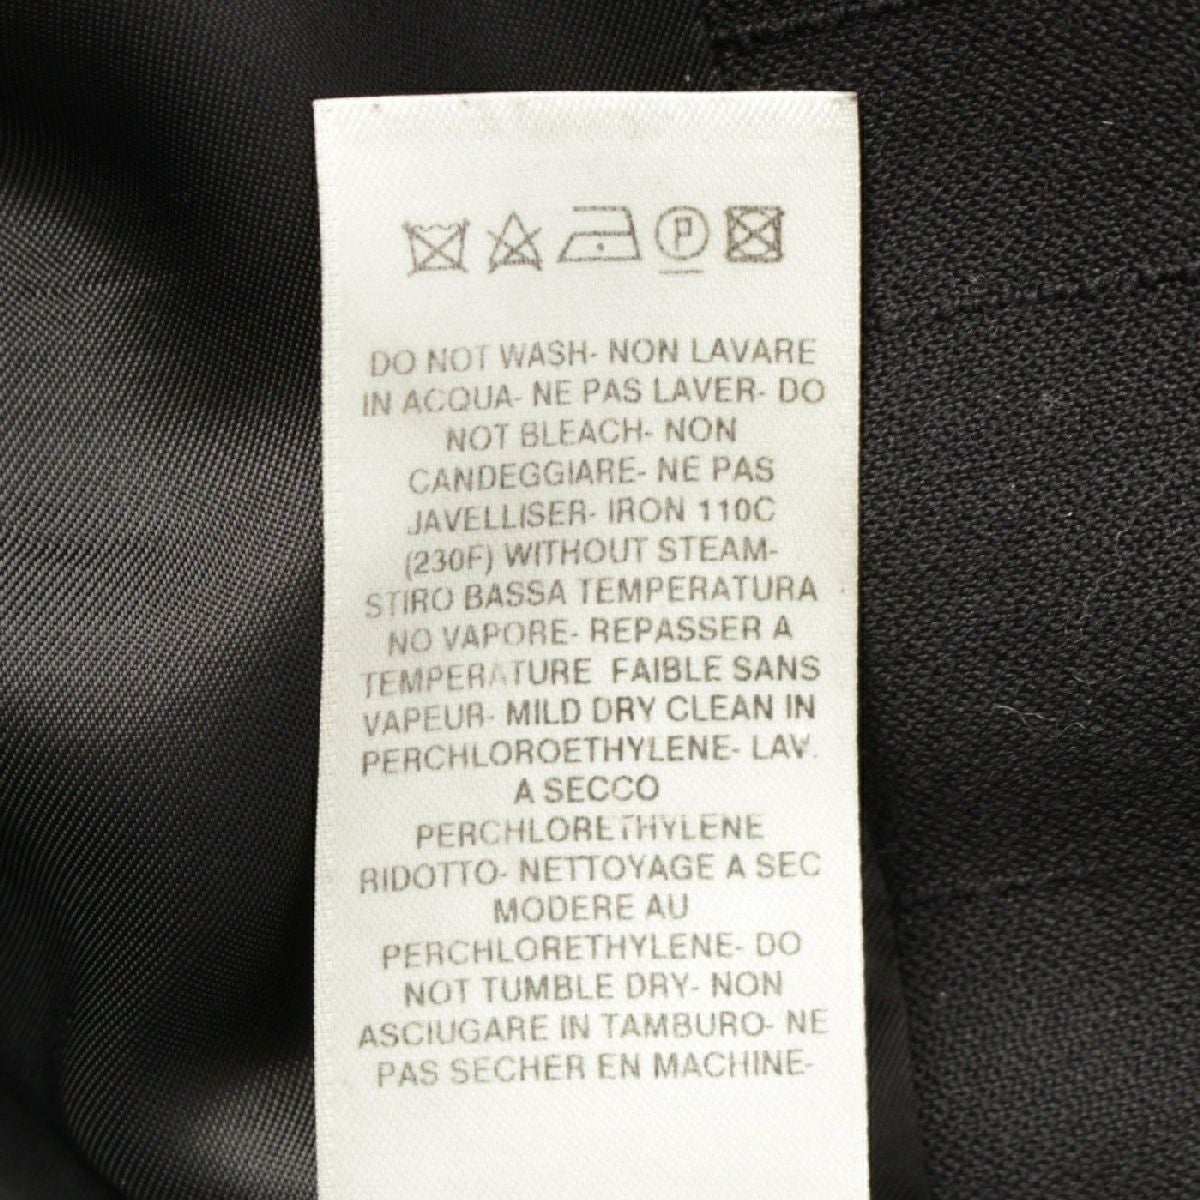 P
DO NOT WASH- NON LAVARE
IN ACQUA- NE PAS LAVER- DO
NOT BLEACH- NON
CANDEGGIARE- NE PAS
JAVELLISER- IRON 110C
(230F) WITHOUT STEAM-
STIRO BASSA TEMPERATURA
NO VAPORE- REPASSER A
TEMPERATURE FAIBLE SANS
VAPEUR- MILD DRY CLEAN IN
PERCHLOROETHYLENE- LAV.
A SECCO
PERCHLORETHYLENE
RIDOTTO- NETTOYAGE A SEC
MODERE AU
PERCHLORETHYLENE- DO
NOT TUMBLE DRY- NON
ASCIUGARE IN TAMBURO- NE
PAS SECHER EN MACHINE-